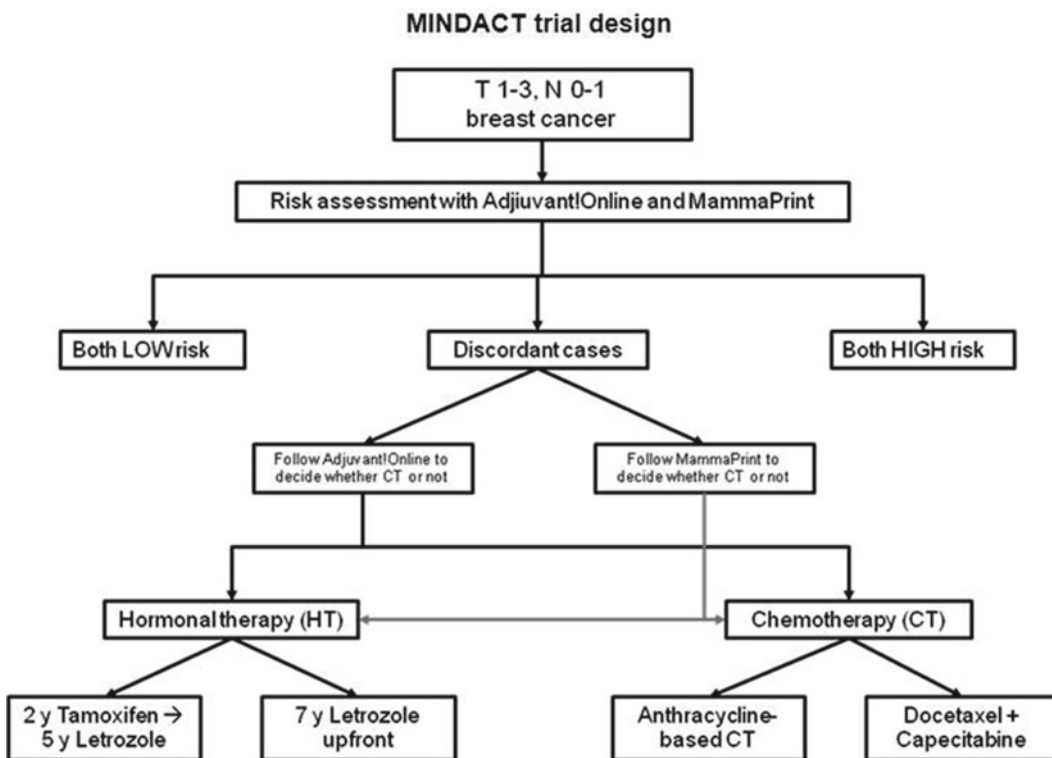 MINDACT trial design
T 1-3, N 0-1
breast cancer
Risk assessment with Adjiuvant!Online and MammaPrint
Both LOW risk
Discordant cases
Both HIGH risk
Follow Adjuvant!Online to
decide whether CT or not
Follow MammaPrint to
decide whether CT or not
Hormonal therapy (HT)
Chemotherapy (CT)
2 y Tamoxifen →
5 y Letrozole
7 y Letrozole
upfront
Anthracycline-
based CT
Docetaxel +
Capecitabine